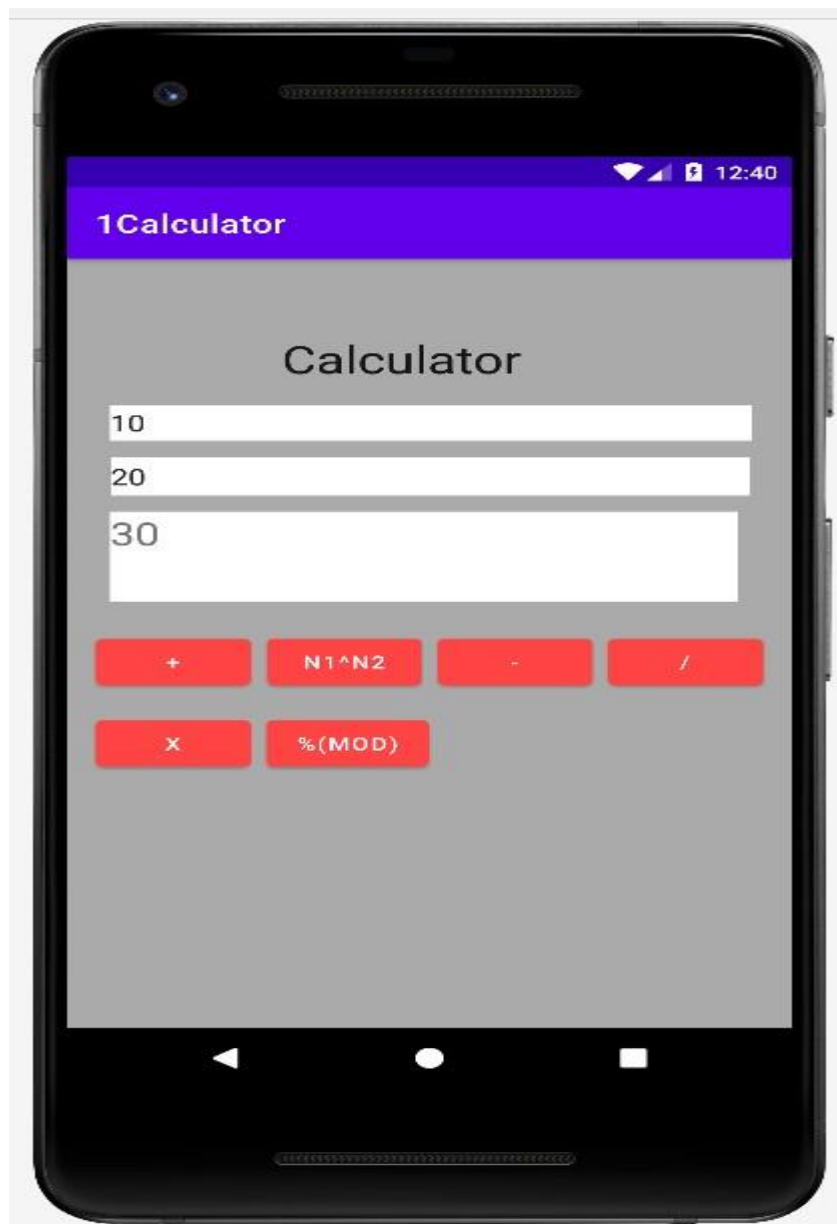 12:40
1Calculator
Calculator
10
20
30
+ N1^N2 - /
X %(MOD)